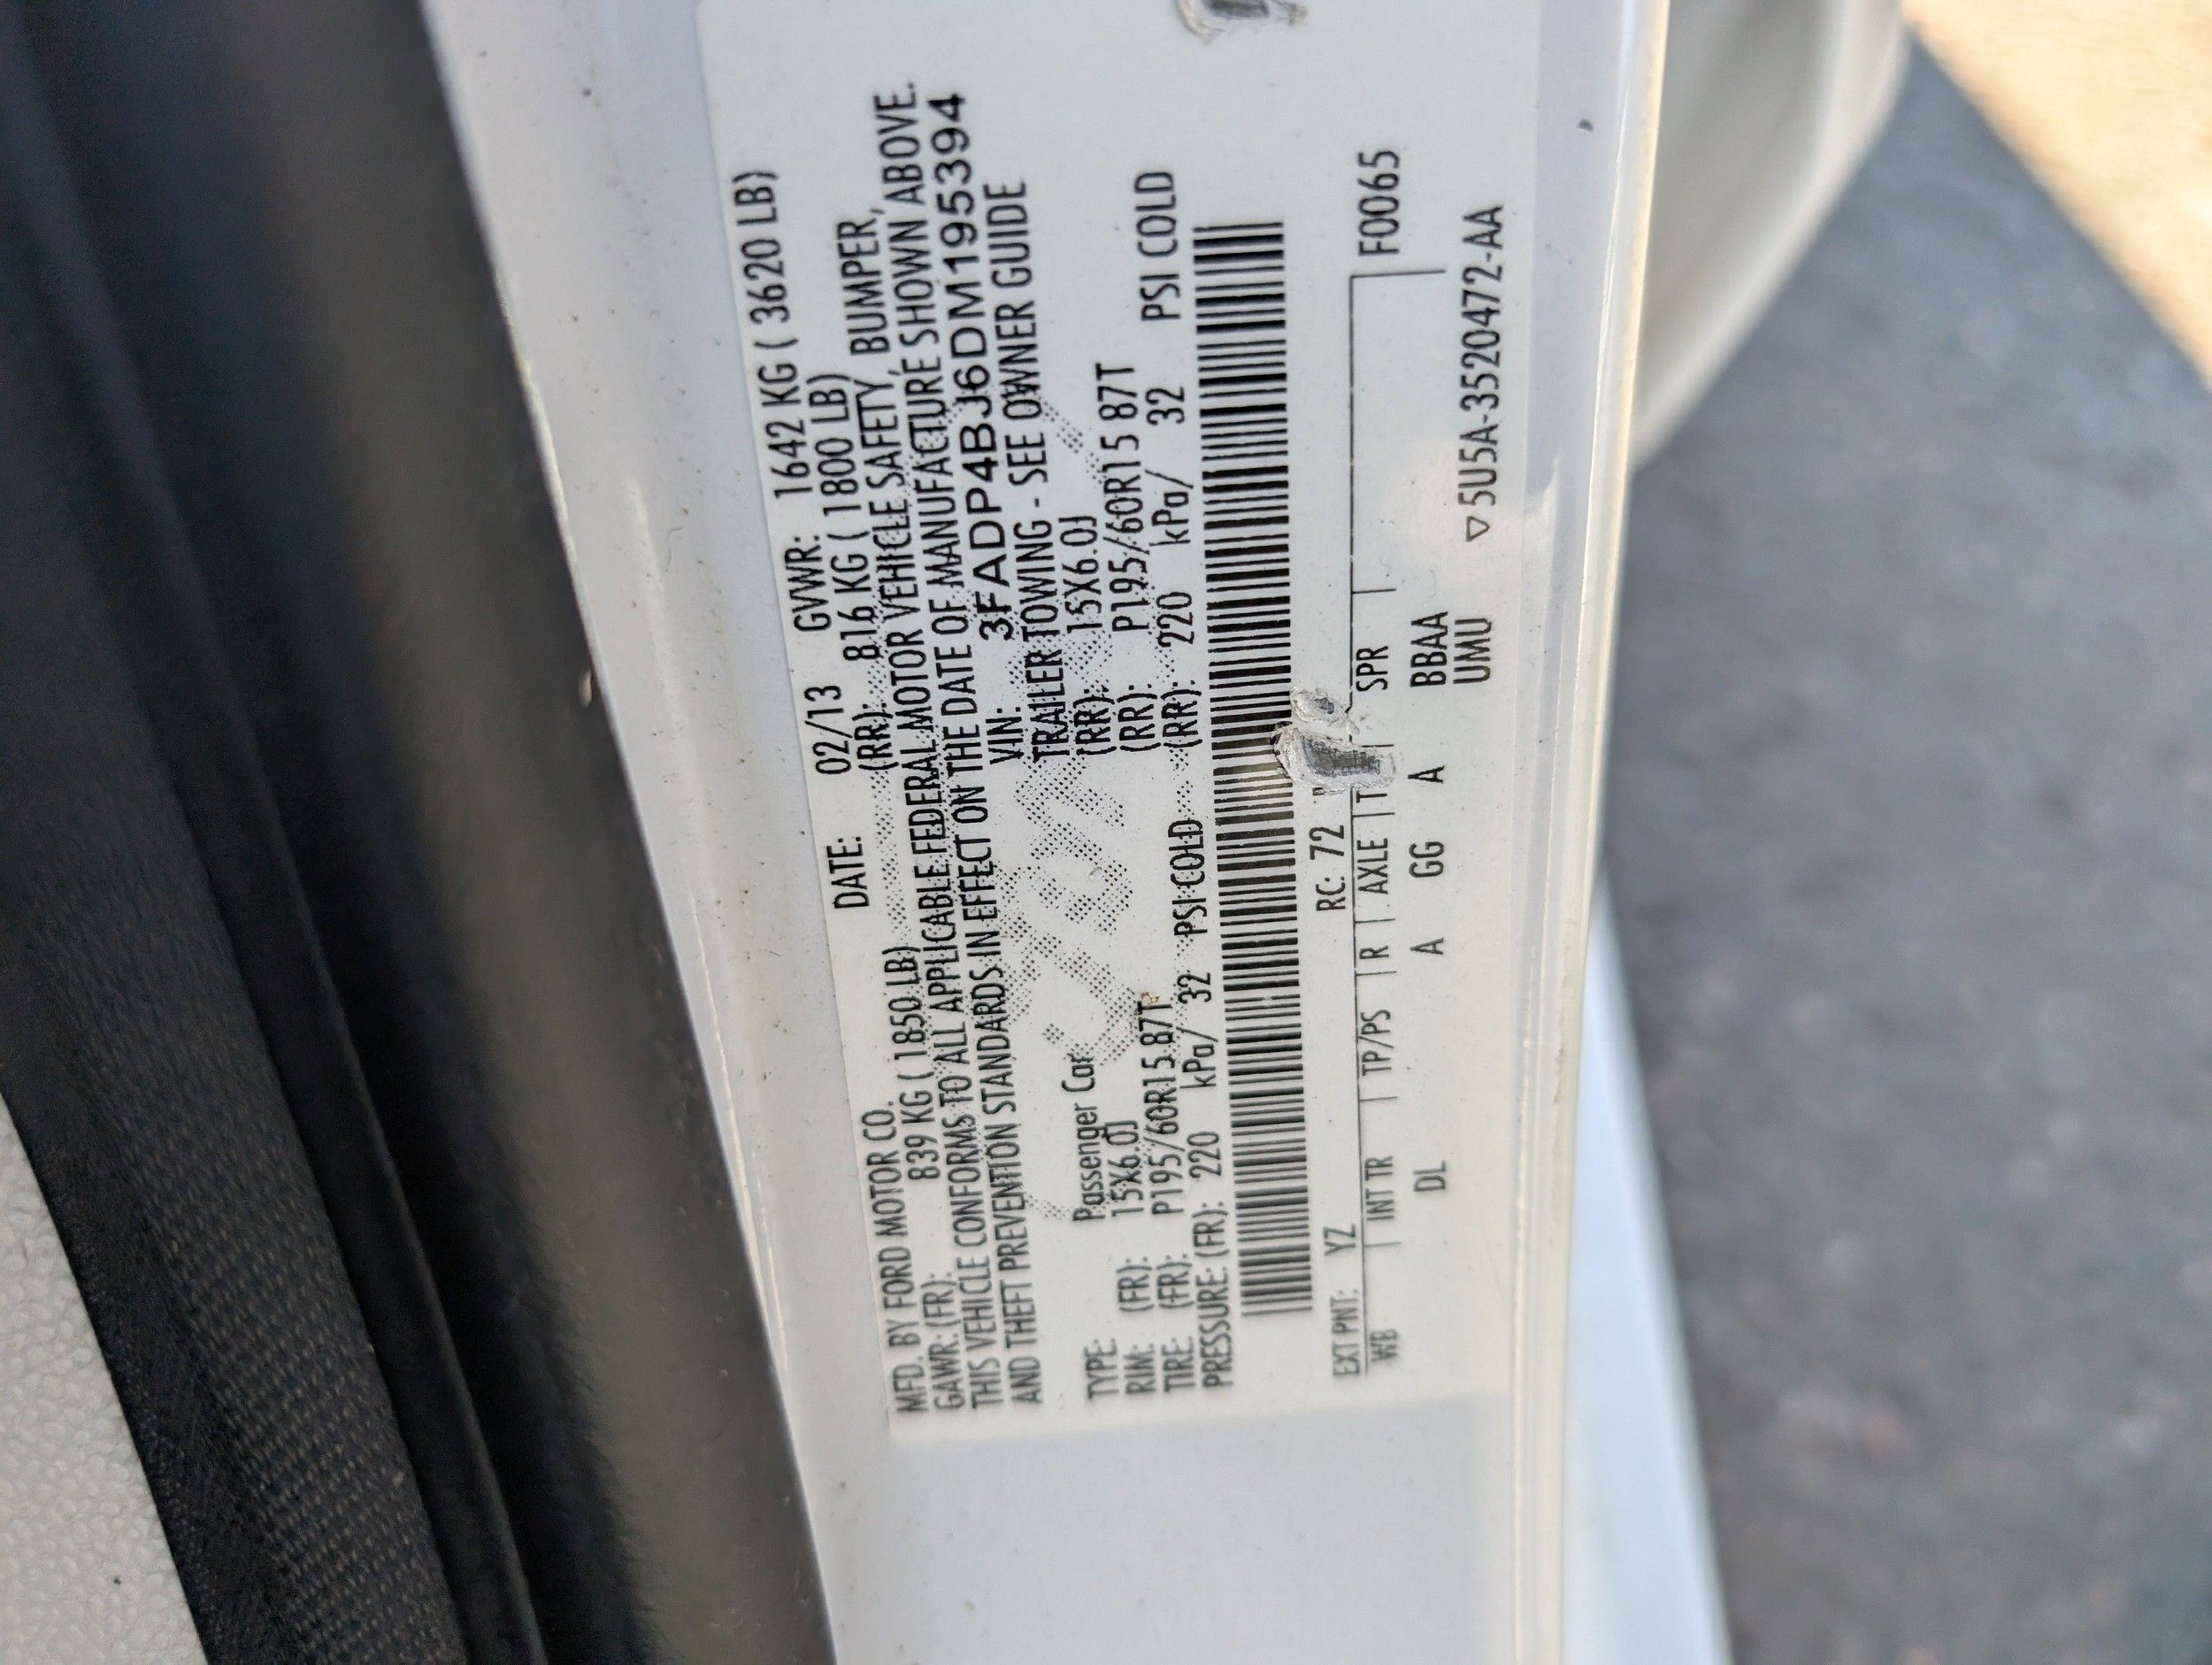 MFD. BY FORD MOTOR CO. DATE: 02/13 GVWR: 1642 KG ( 3620 LB)
GAWR: (FR): 839 KG ( 1850 LB) (RR): 816 KG ( 1800 LB)
THIS VEHICLE CONFORMS TO ALL APPLICABLE FEDERAL MOTOR VEHICLE SAFETY, BUMPER,
AND THEFT PREVENTION STANDARDS IN EFFECT ON THE DATE OF MANUFACTURE SHOWN ABOVE.
VIN: 3FADP4BJ6DM195394
TYPE: Passenger Car TRAILER TOWING - SEE OWNER GUIDE
RIM: (FR): 15X6.0J (RR): 15X6.0J
TIRE: (FR): P195/60R15 87T (RR): P195/60R15 87T
PRESSURE: (FR): 220 kPa/ 32 PSI COLD (RR): 220 kPa/ 32 PSI COLD
EXT PNT: YZ RC: 72
WB INT TR TP/PS R AXLE SPR F0065
DL A GG A BBAA
UMU
5U5A-3520472-AA